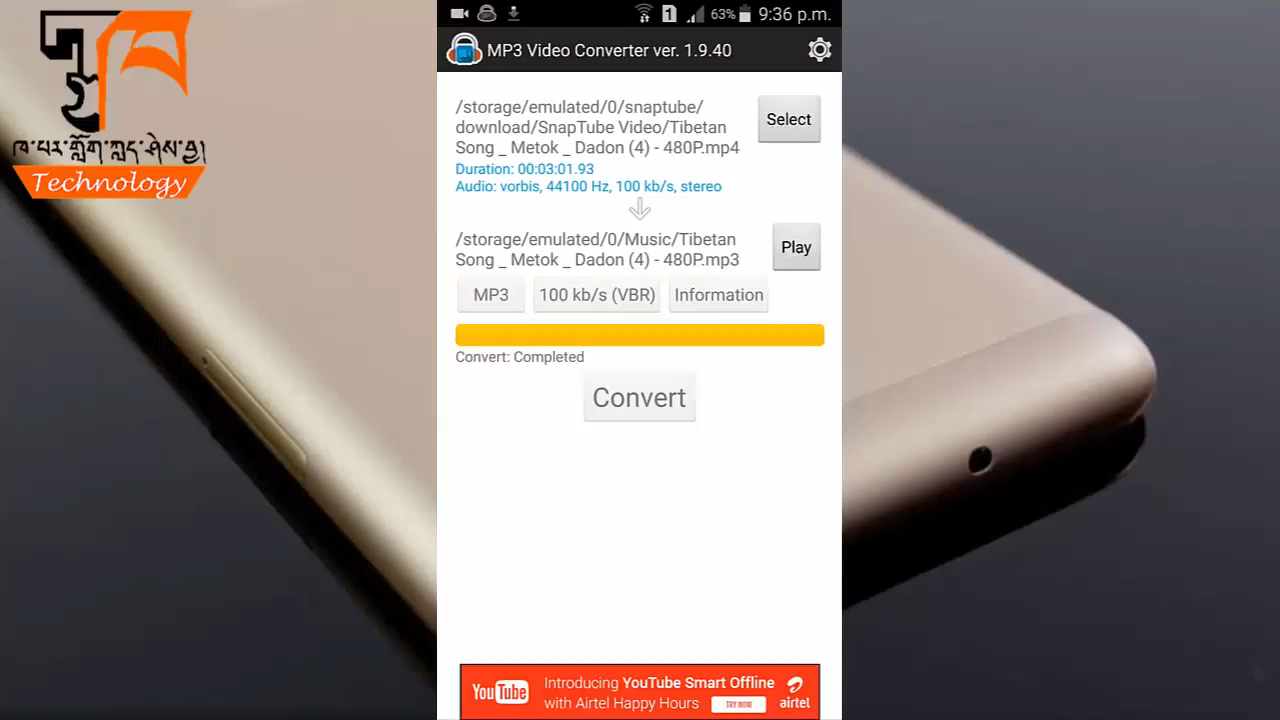 ཁ་པར་ཀློག་ཀླད་ཤེས་བྱ།
Technology
63% 9:36 p.m.
MP3 Video Converter ver. 1.9.40
/storage/emulated/0/snaptube/
download/SnapTube Video/Tibetan
Song _ Metok _ Dadon (4) - 480P.mp4
Select
Duration: 00:03:01.93
Audio: vorbis, 44100 Hz, 100 kb/s, stereo
/storage/emulated/0/Music/Tibetan
Song _ Metok _ Dadon (4) - 480P.mp3
Play
MP3 100 kb/s (VBR) Information
Convert: Completed
Convert
YouTube
Introducing YouTube Smart Offline
with Airtel Happy Hours TRY NOW
airtel